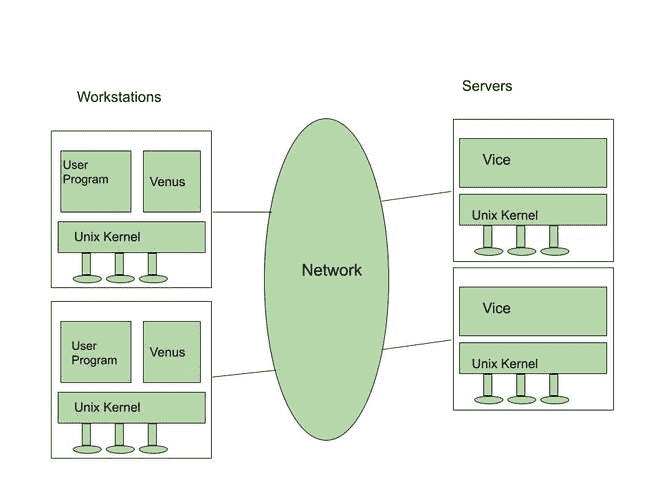 Workstations
Servers
User
Program
Venus
Unix Kernel
User
Program
Venus
Unix Kernel
Network
Vice
Unix Kernel
Vice
Unix Kernel